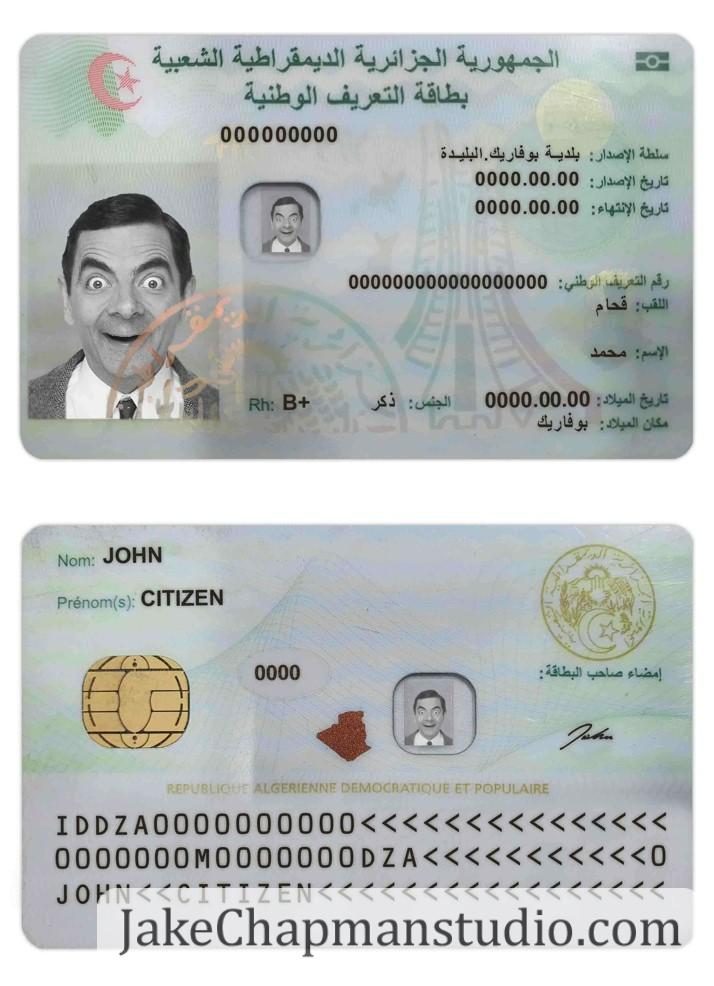 الجمهورية الجزائرية الديمقراطية الشعبية
بطاقة التعريف الوطنية
000000000
سلطة الإصدار: بلدية بوفاريك.البليدة
تاريخ الإصدار: 0000.00.00
تاريخ الإنتهاء: 0000.00.00
رقم التعريف الوطني: 000000000000000000
اللقب: قحام
الإسم: محمد
تاريخ الميلاد: 0000.00.00 الجنس: ذكر Rh: B+
مكان الميلاد: بوفاريك
Nom: JOHN
Prénom(s): CITIZEN
0000
إمضاء صاحب البطاقة:
John
REPUBLIQUE ALGERIENNE DEMOCRATIQUE ET POPULAIRE
IDDZA0000000000<<<<<<<<<<<<<<<
0000000M0000000DZA<<<<<<<<<<<0
JOHN<<CITIZEN<<<<<<<<<<<<<<<<<
JakeChapmanstudio.com